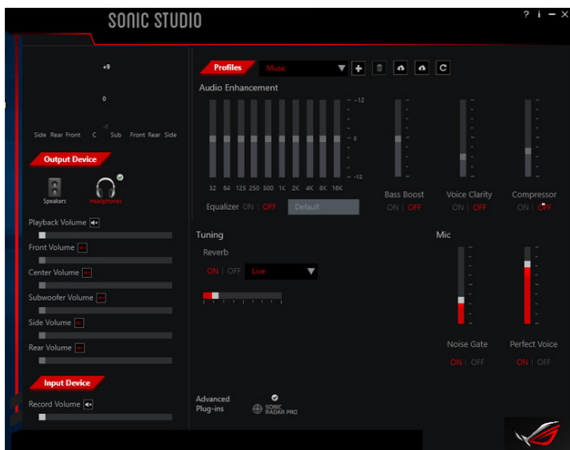 SONIC STUDIO
? i
+9
0
Side Rear Front C Sub Front Rear Side
Output Device
Speakers
Headphones
Playback Volume
Front Volume
Center Volume
Subwoofer Volume
Side Volume
Rear Volume
Input Device
Record Volume
Profiles
Music
Audio Enhancement
-12
32 64 125 250 500 1K 2K 4K 8K 16K
Equalizer ON | OFF
Default
Bass Boost
ON | OFF
Voice Clarity
ON | OFF
Compressor
ON | OFF
Tuning
Reverb
ON | OFF
Live
Mic
Noise Gate
ON | OFF
Perfect Voice
ON | OFF
Advanced
Plug-ins
SONIC
RADAR PRO